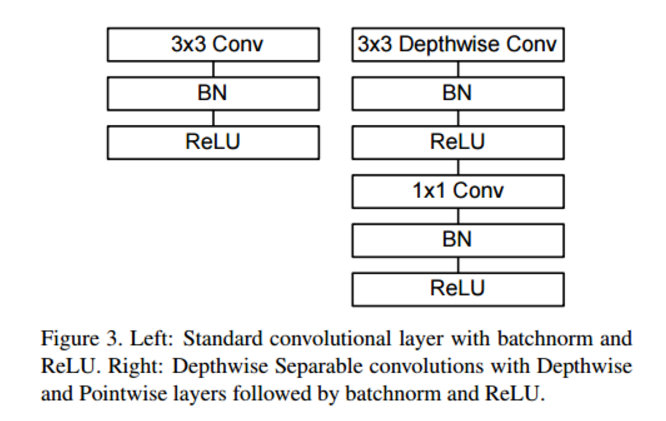 3x3 Conv
BN
ReLU
3x3 Depthwise Conv
BN
ReLU
1x1 Conv
BN
ReLU
Figure 3. Left: Standard convolutional layer with batchnorm and
ReLU. Right: Depthwise Separable convolutions with Depthwise
and Pointwise layers followed by batchnorm and ReLU.